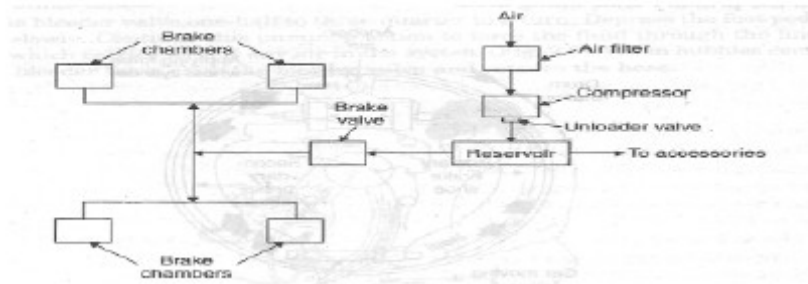 Air
Brake
chambers
Air filter
Compressor
Brake
valve
Unloader valve
Reservoir
To accessories
Brake
chambers